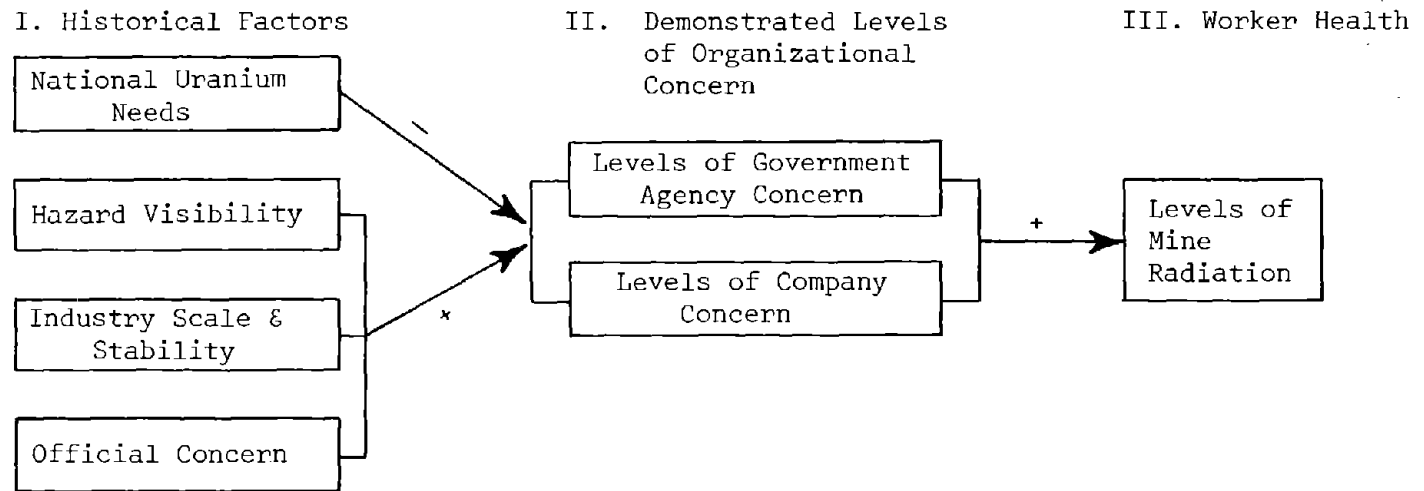 I. Historical Factors
National Uranium
Needs
Hazard Visibility
Industry Scale &
Stability
Official Concern
–
+
II. Demonstrated Levels
of Organizational
Concern
Levels of Government
Agency Concern
Levels of Company
Concern
+
III. Worker Health
Levels of
Mine
Radiation